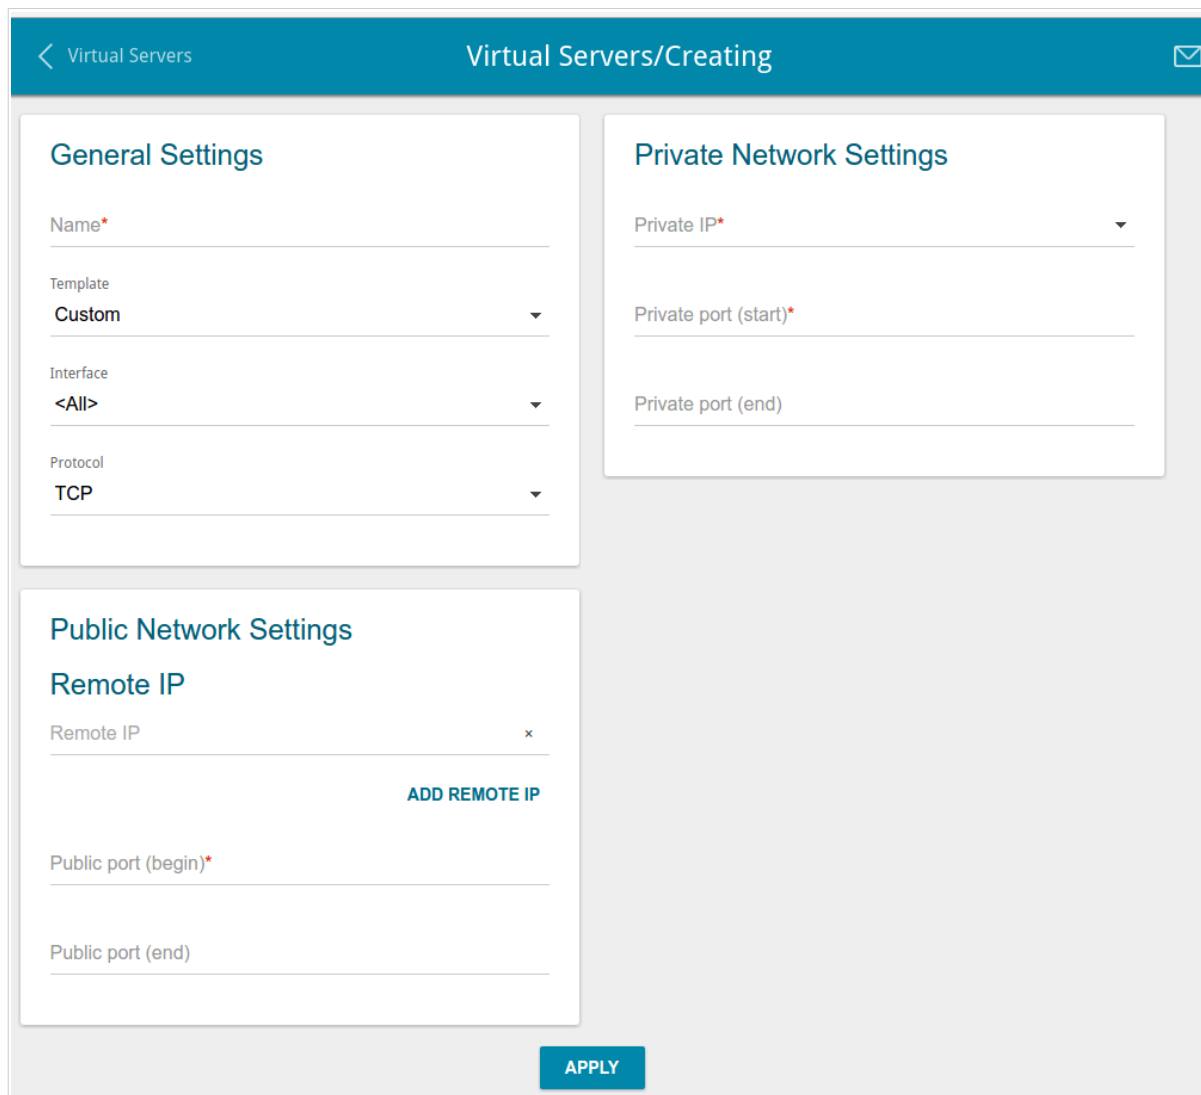 Virtual Servers
Virtual Servers/Creating
General Settings
Name*
Template
Custom
Interface
<All>
Protocol
TCP
Private Network Settings
Private IP*
Private port (start)*
Private port (end)
Public Network Settings
Remote IP
Remote IP
×
ADD REMOTE IP
Public port (begin)*
Public port (end)
APPLY